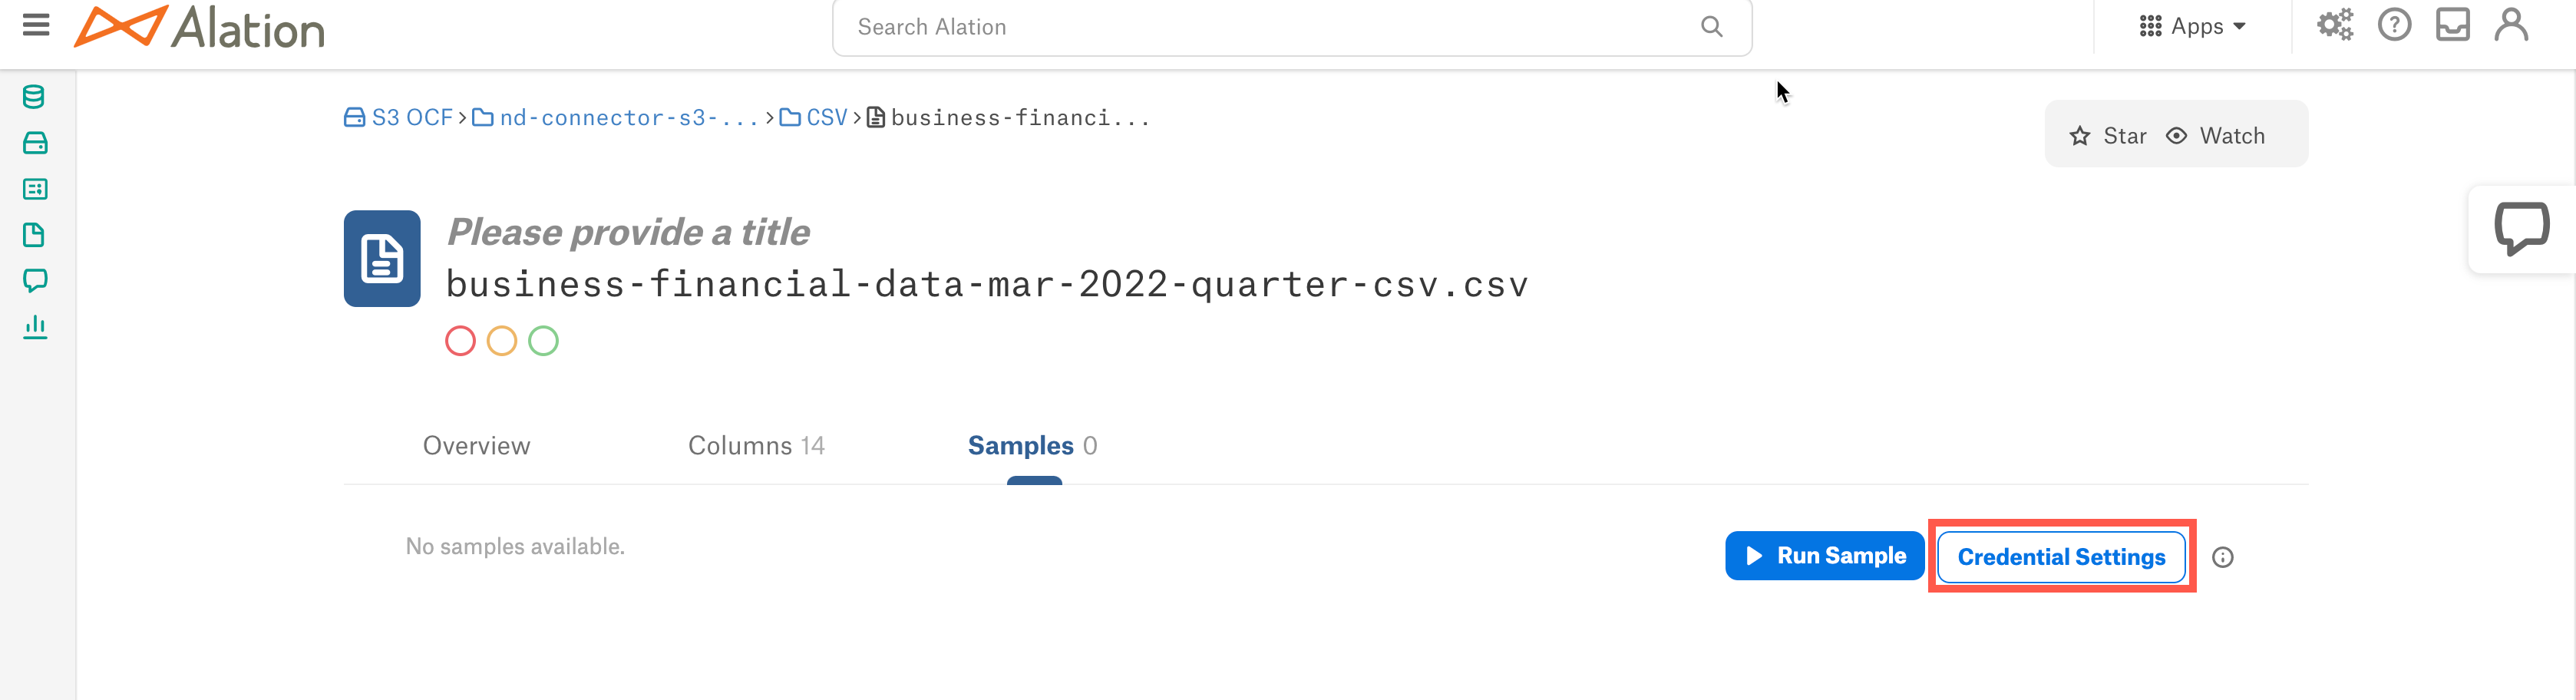 Alation
Search Alation
Apps
S3 OCF > nd-connector-s3-... > CSV > business-financi...
Star Watch
Please provide a title
business-financial-data-mar-2022-quarter-csv.csv
Overview Columns 14 Samples 0
No samples available.
Run Sample Credential Settings